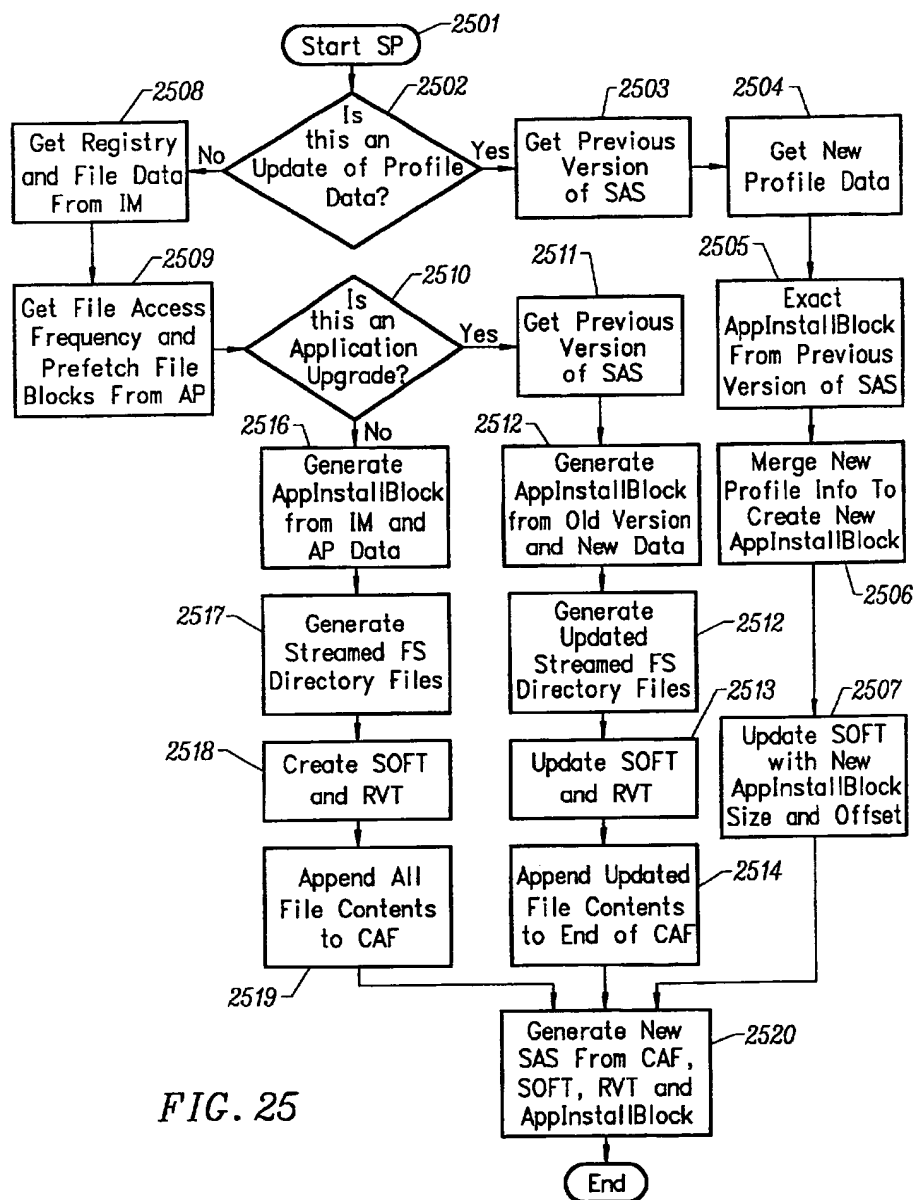 2501
Start SP
2508
2502
2503
2504
Get Registry
and File Data
From IM
No
Is
this an
Update of Profile
Data?
Yes
Get Previous
Version
of SAS
Get New
Profile Data
2509
2510
2511
2505
Get File Access
Frequency and
Prefetch File
Blocks From AP
Is
this an
Application
Upgrade?
Yes
Get Previous
Version
of SAS
Exact
AppInstallBlock
From Previous
Version of SAS
No
2516
2512
Generate
AppInstallBlock
from IM and
AP Data
Generate
AppInstallBlock
from Old Version
and New Data
Merge New
Profile Info To
Create New
AppInstallBlock
2506
2517
2512
Generate
Streamed FS
Directory Files
Generate
Updated
Streamed FS
Directory Files
2518
2513
2507
Create SOFT
and RVT
Update SOFT
and RVT
Update SOFT
with New
AppInstallBlock
Size and Offset
Append All
File Contents
to CAF
2519
Append Updated
File Contents
to End of CAF
2514
Generate New
SAS From CAF,
SOFT, RVT and
AppInstallBlock
2520
End
FIG. 25